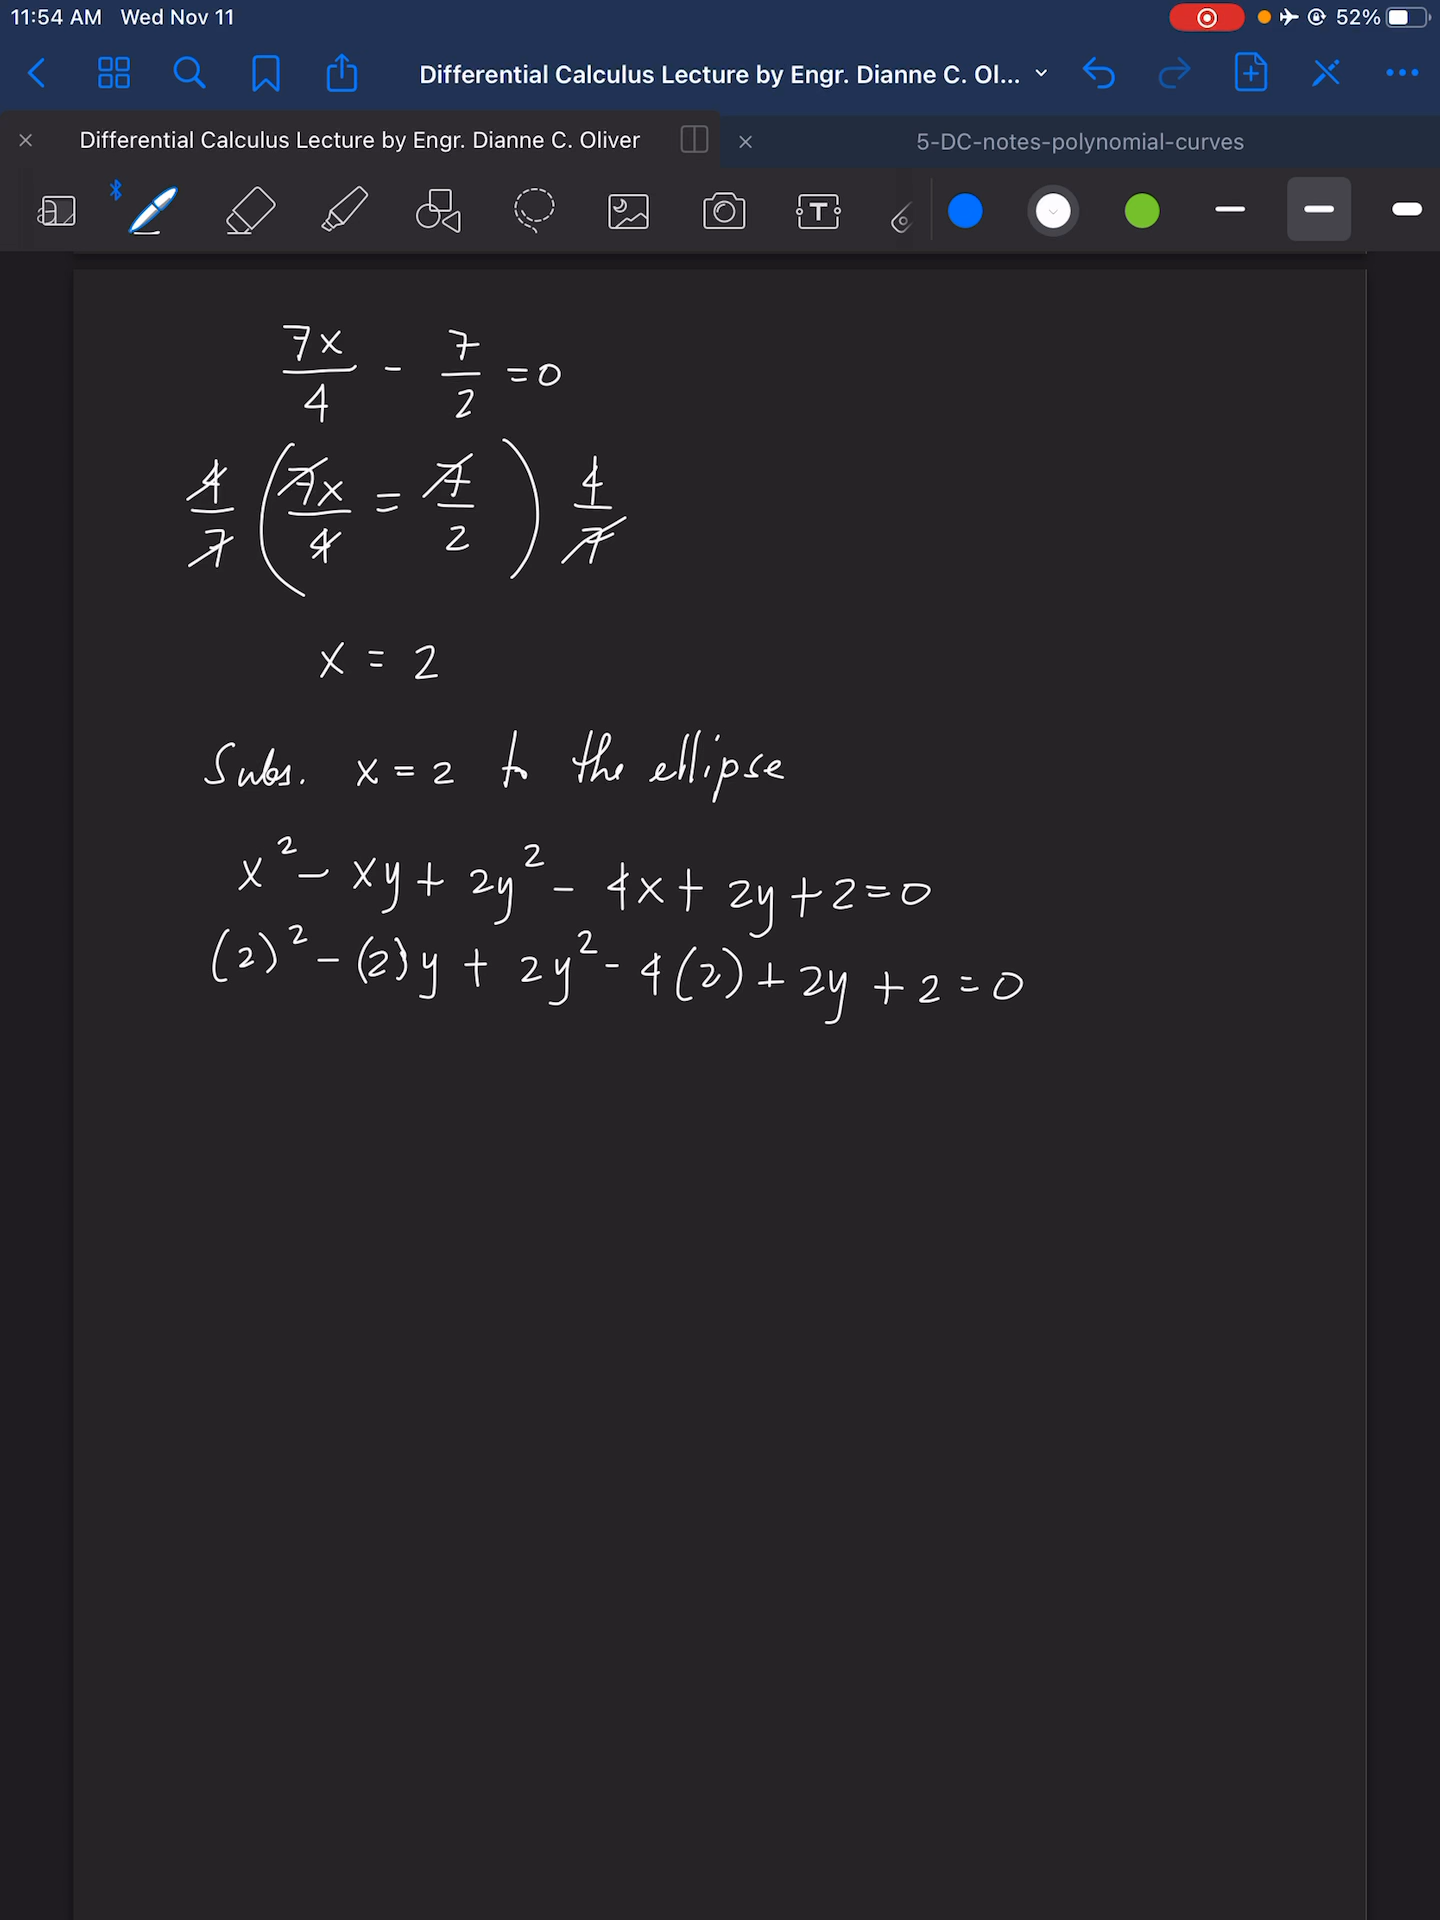 11:54 AM Wed Nov 11 52%
Differential Calculus Lecture by Engr. Dianne C. Ol...
Differential Calculus Lecture by Engr. Dianne C. Oliver 5-DC-notes-polynomial-curves
7x/4 - 7/2 = 0
4/7 (7x/4 = 7/2) 4/7
x = 2
Subs. x = 2 to the ellipse
x² - xy + 2y² - 4x + 2y + 2 = 0
(2)² - (2)y + 2y² - 4(2) + 2y + 2 = 0